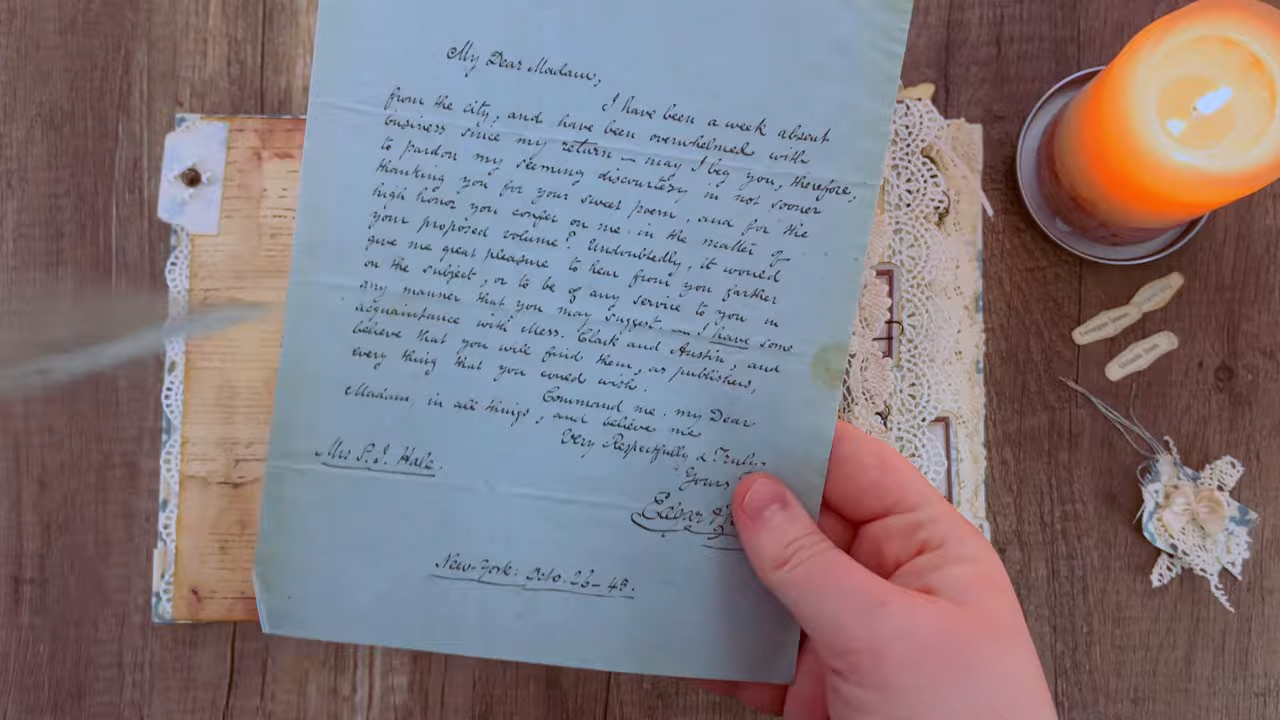 My Dear Madam,
I have been a week absent
from the city, and have been overwhelmed with
business since my return — may I beg you, therefore,
to pardon my seeming discourtesy in not sooner
thanking you for your sweet poem, and for the
high honor you confer on me in the matter of
your proposed volume? Undoubtedly, it would
give me great pleasure to hear from you farther
on the subject, or to be of any service to you in
any manner that you may suggest. — I have some
acquaintance with Mess. Clark and Austin, and
believe that you will find them, as publishers,
every thing that you could wish.
Command me, my Dear
Madam, in all things, and believe me
Very Respectfully & Truly
Yours
Mrs S. J. Hale.
Edgar A
New-York: Octo. 26 – 45.